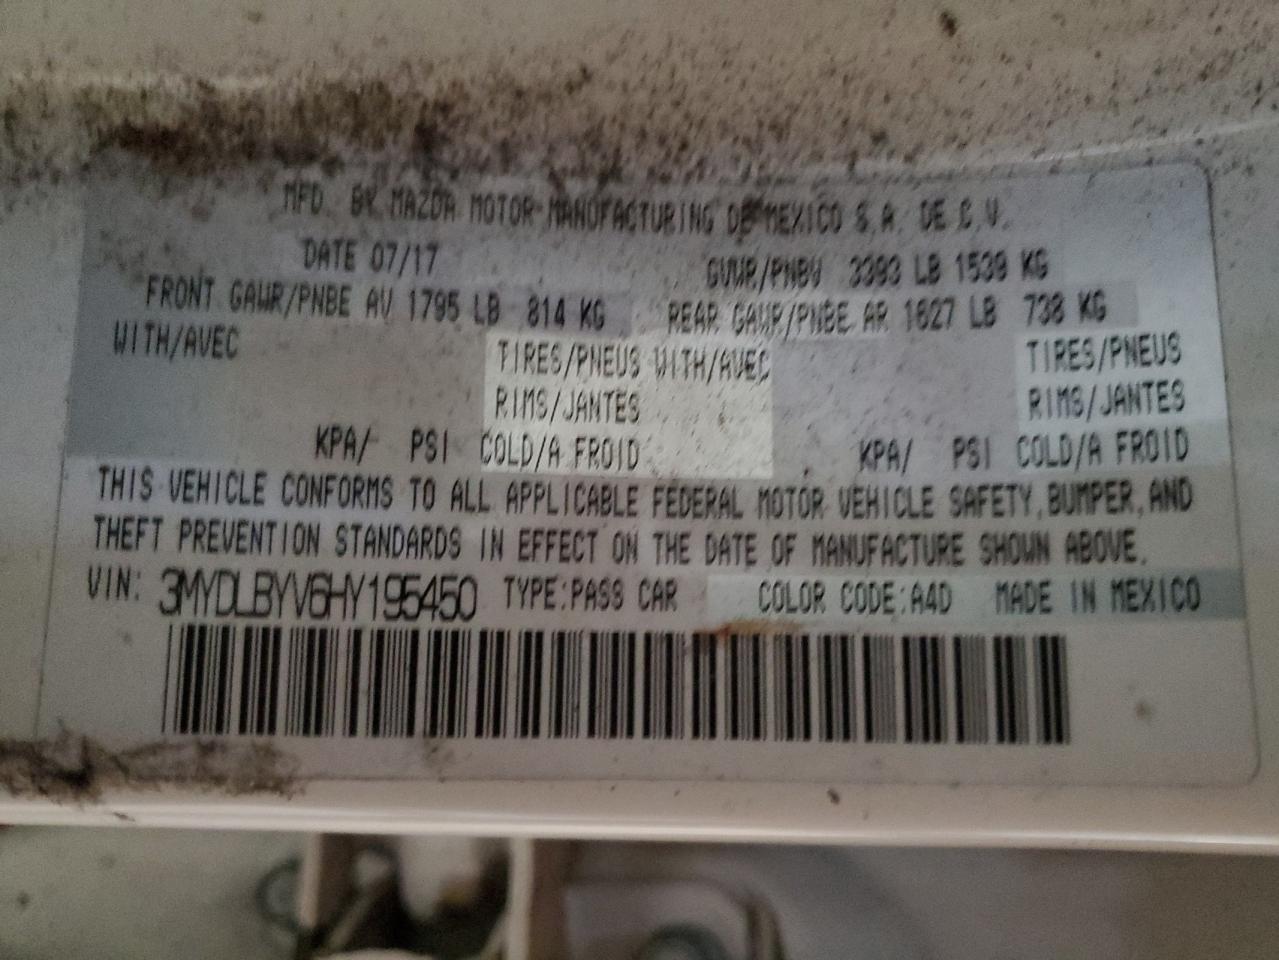 MFD. BY MAZDA MOTOR MANUFACTURING DE MEXICO S.A. DE C.V.
DATE 07/17 GVWR/PNBV 3393 LB 1539 KG
FRONT GAWR/PNBE AV 1795 LB 814 KG REAR GAWR/PNBE AR 1627 LB 738 KG
WITH/AVEC TIRES/PNEUS WITH/AVEC TIRES/PNEUS
RIMS/JANTES RIMS/JANTES
KPA/ PSI COLD/A FROID KPA/ PSI COLD/A FROID
THIS VEHICLE CONFORMS TO ALL APPLICABLE FEDERAL MOTOR VEHICLE SAFETY, BUMPER, AND
THEFT PREVENTION STANDARDS IN EFFECT ON THE DATE OF MANUFACTURE SHOWN ABOVE.
VIN: 3MYDLBYV6HY195450 TYPE:PASS CAR COLOR CODE:A4D MADE IN MEXICO